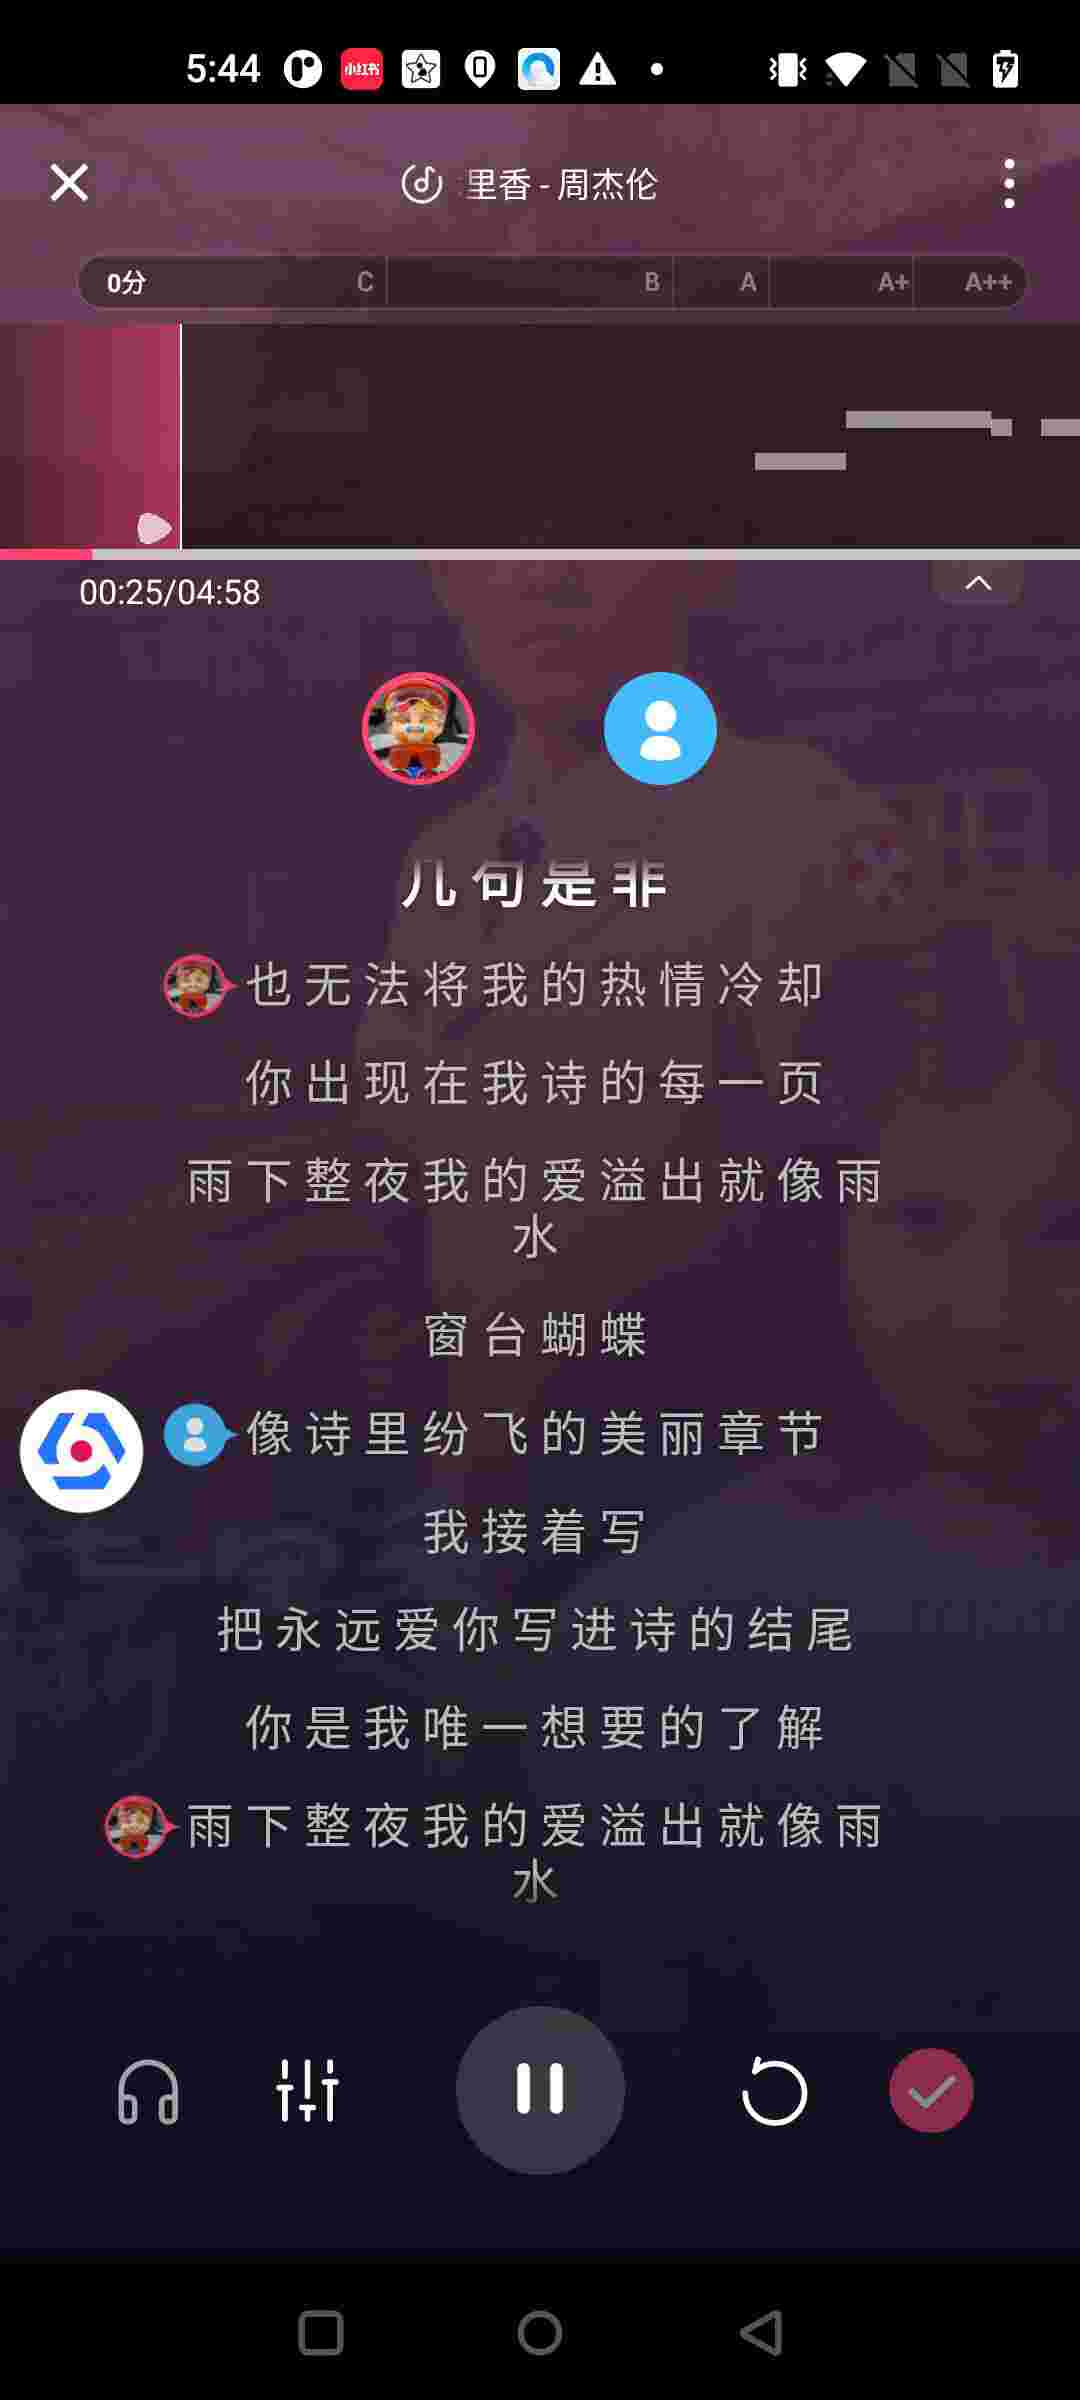 5:44
小红书
里香 - 周杰伦
0分 C B A A+ A++
00:25/04:58
几句是非
也无法将我的热情冷却
你出现在我诗的每一页
雨下整夜我的爱溢出就像雨
水
窗台蝴蝶
像诗里纷飞的美丽章节
我接着写
把永远爱你写进诗的结尾
你是我唯一想要的了解
雨下整夜我的爱溢出就像雨
水